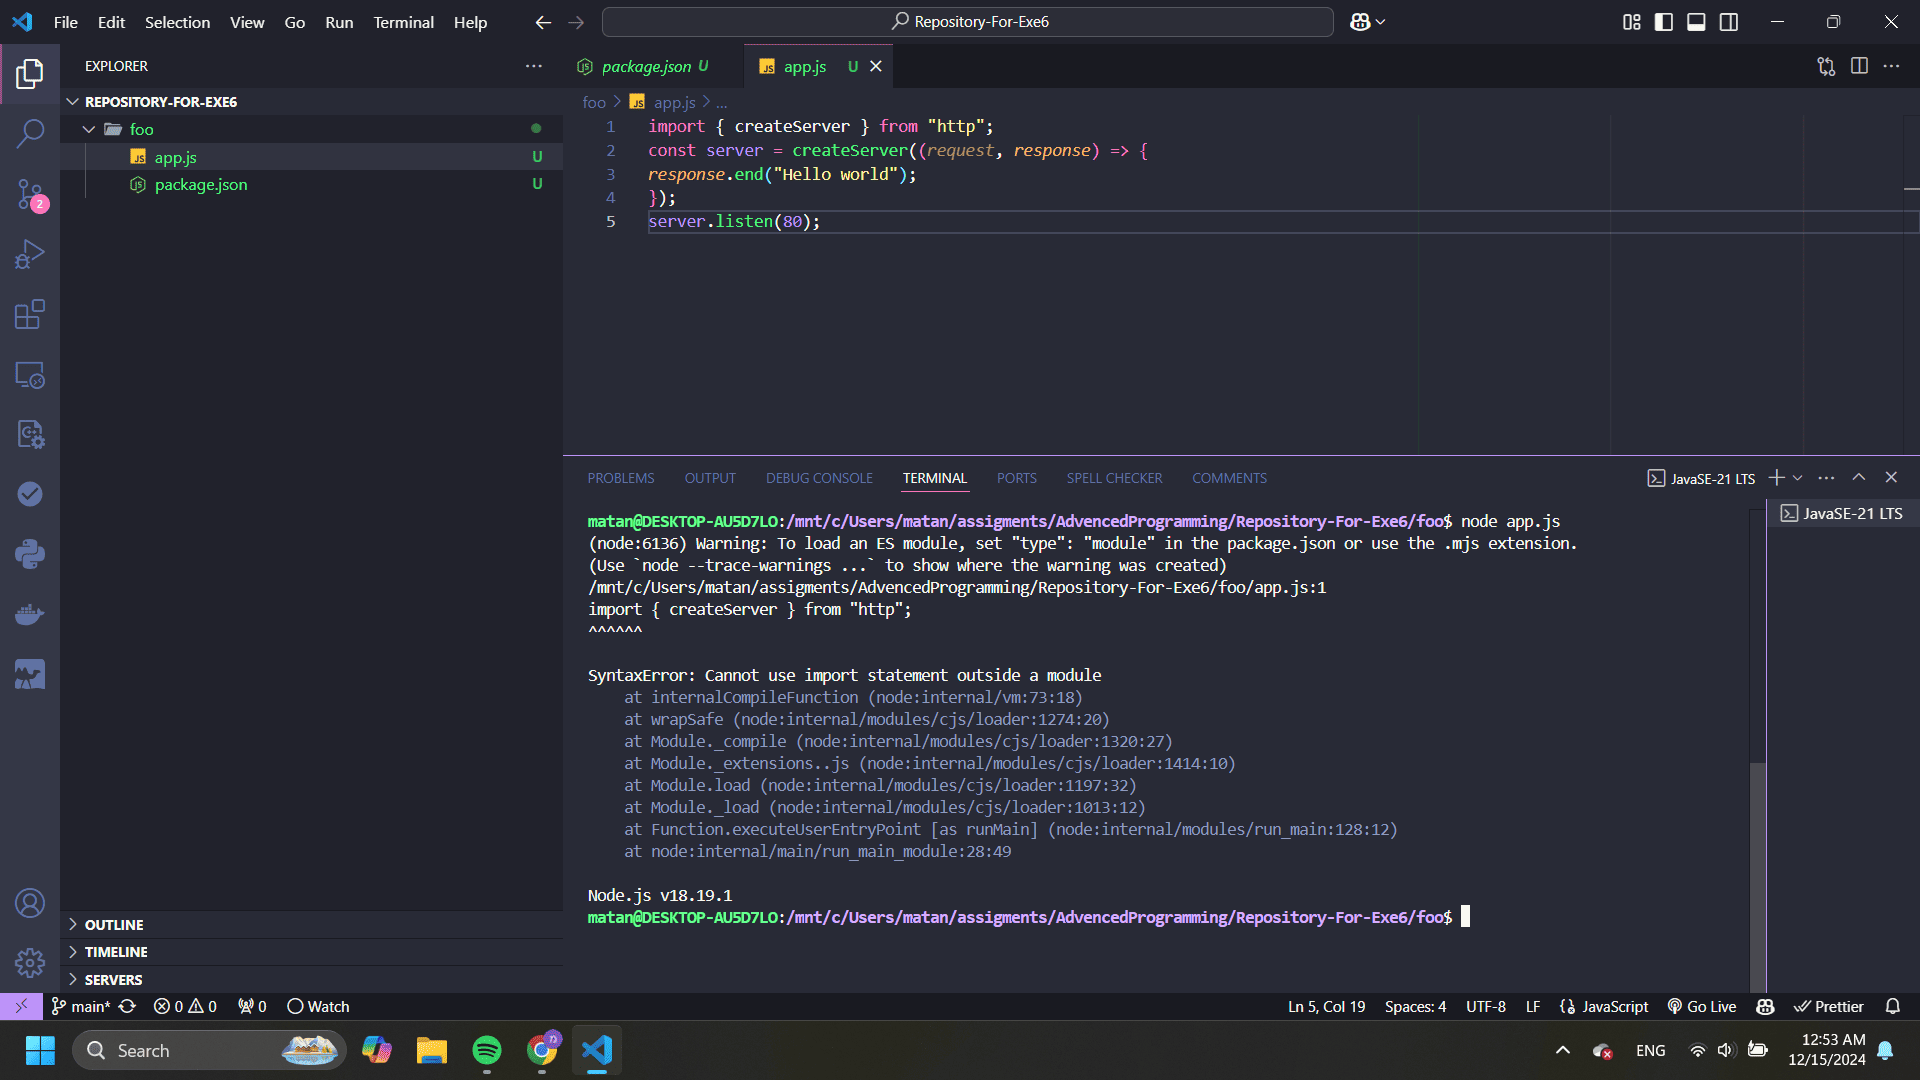 File Edit Selection View Go Run Terminal Help
Repository-For-Exe6
EXPLORER
REPOSITORY-FOR-EXE6
foo
app.js U
package.json U
2
OUTLINE
TIMELINE
SERVERS
package.json U
app.js U
foo > app.js > ...
1 import { createServer } from "http";
2 const server = createServer((request, response) => {
3 response.end("Hello world");
4 });
5 server.listen(80);
PROBLEMS OUTPUT DEBUG CONSOLE TERMINAL PORTS SPELL CHECKER COMMENTS
JavaSE-21 LTS
JavaSE-21 LTS
matan@DESKTOP-AU5D7LO:/mnt/c/Users/matan/assigments/AdvencedProgramming/Repository-For-Exe6/foo$ node app.js
(node:6136) Warning: To load an ES module, set "type": "module" in the package.json or use the .mjs extension.
(Use `node --trace-warnings ...` to show where the warning was created)
/mnt/c/Users/matan/assigments/AdvencedProgramming/Repository-For-Exe6/foo/app.js:1
import { createServer } from "http";
^^^^^^
SyntaxError: Cannot use import statement outside a module
at internalCompileFunction (node:internal/vm:73:18)
at wrapSafe (node:internal/modules/cjs/loader:1274:20)
at Module._compile (node:internal/modules/cjs/loader:1320:27)
at Module._extensions..js (node:internal/modules/cjs/loader:1414:10)
at Module.load (node:internal/modules/cjs/loader:1197:32)
at Module._load (node:internal/modules/cjs/loader:1013:12)
at Function.executeUserEntryPoint [as runMain] (node:internal/modules/run_main:128:12)
at node:internal/main/run_main_module:28:49
Node.js v18.19.1
matan@DESKTOP-AU5D7LO:/mnt/c/Users/matan/assigments/AdvencedProgramming/Repository-For-Exe6/foo$
main* 0 0 0 Watch
Ln 5, Col 19 Spaces: 4 UTF-8 LF JavaScript Go Live Prettier
Search
ENG
12:53 AM
12/15/2024